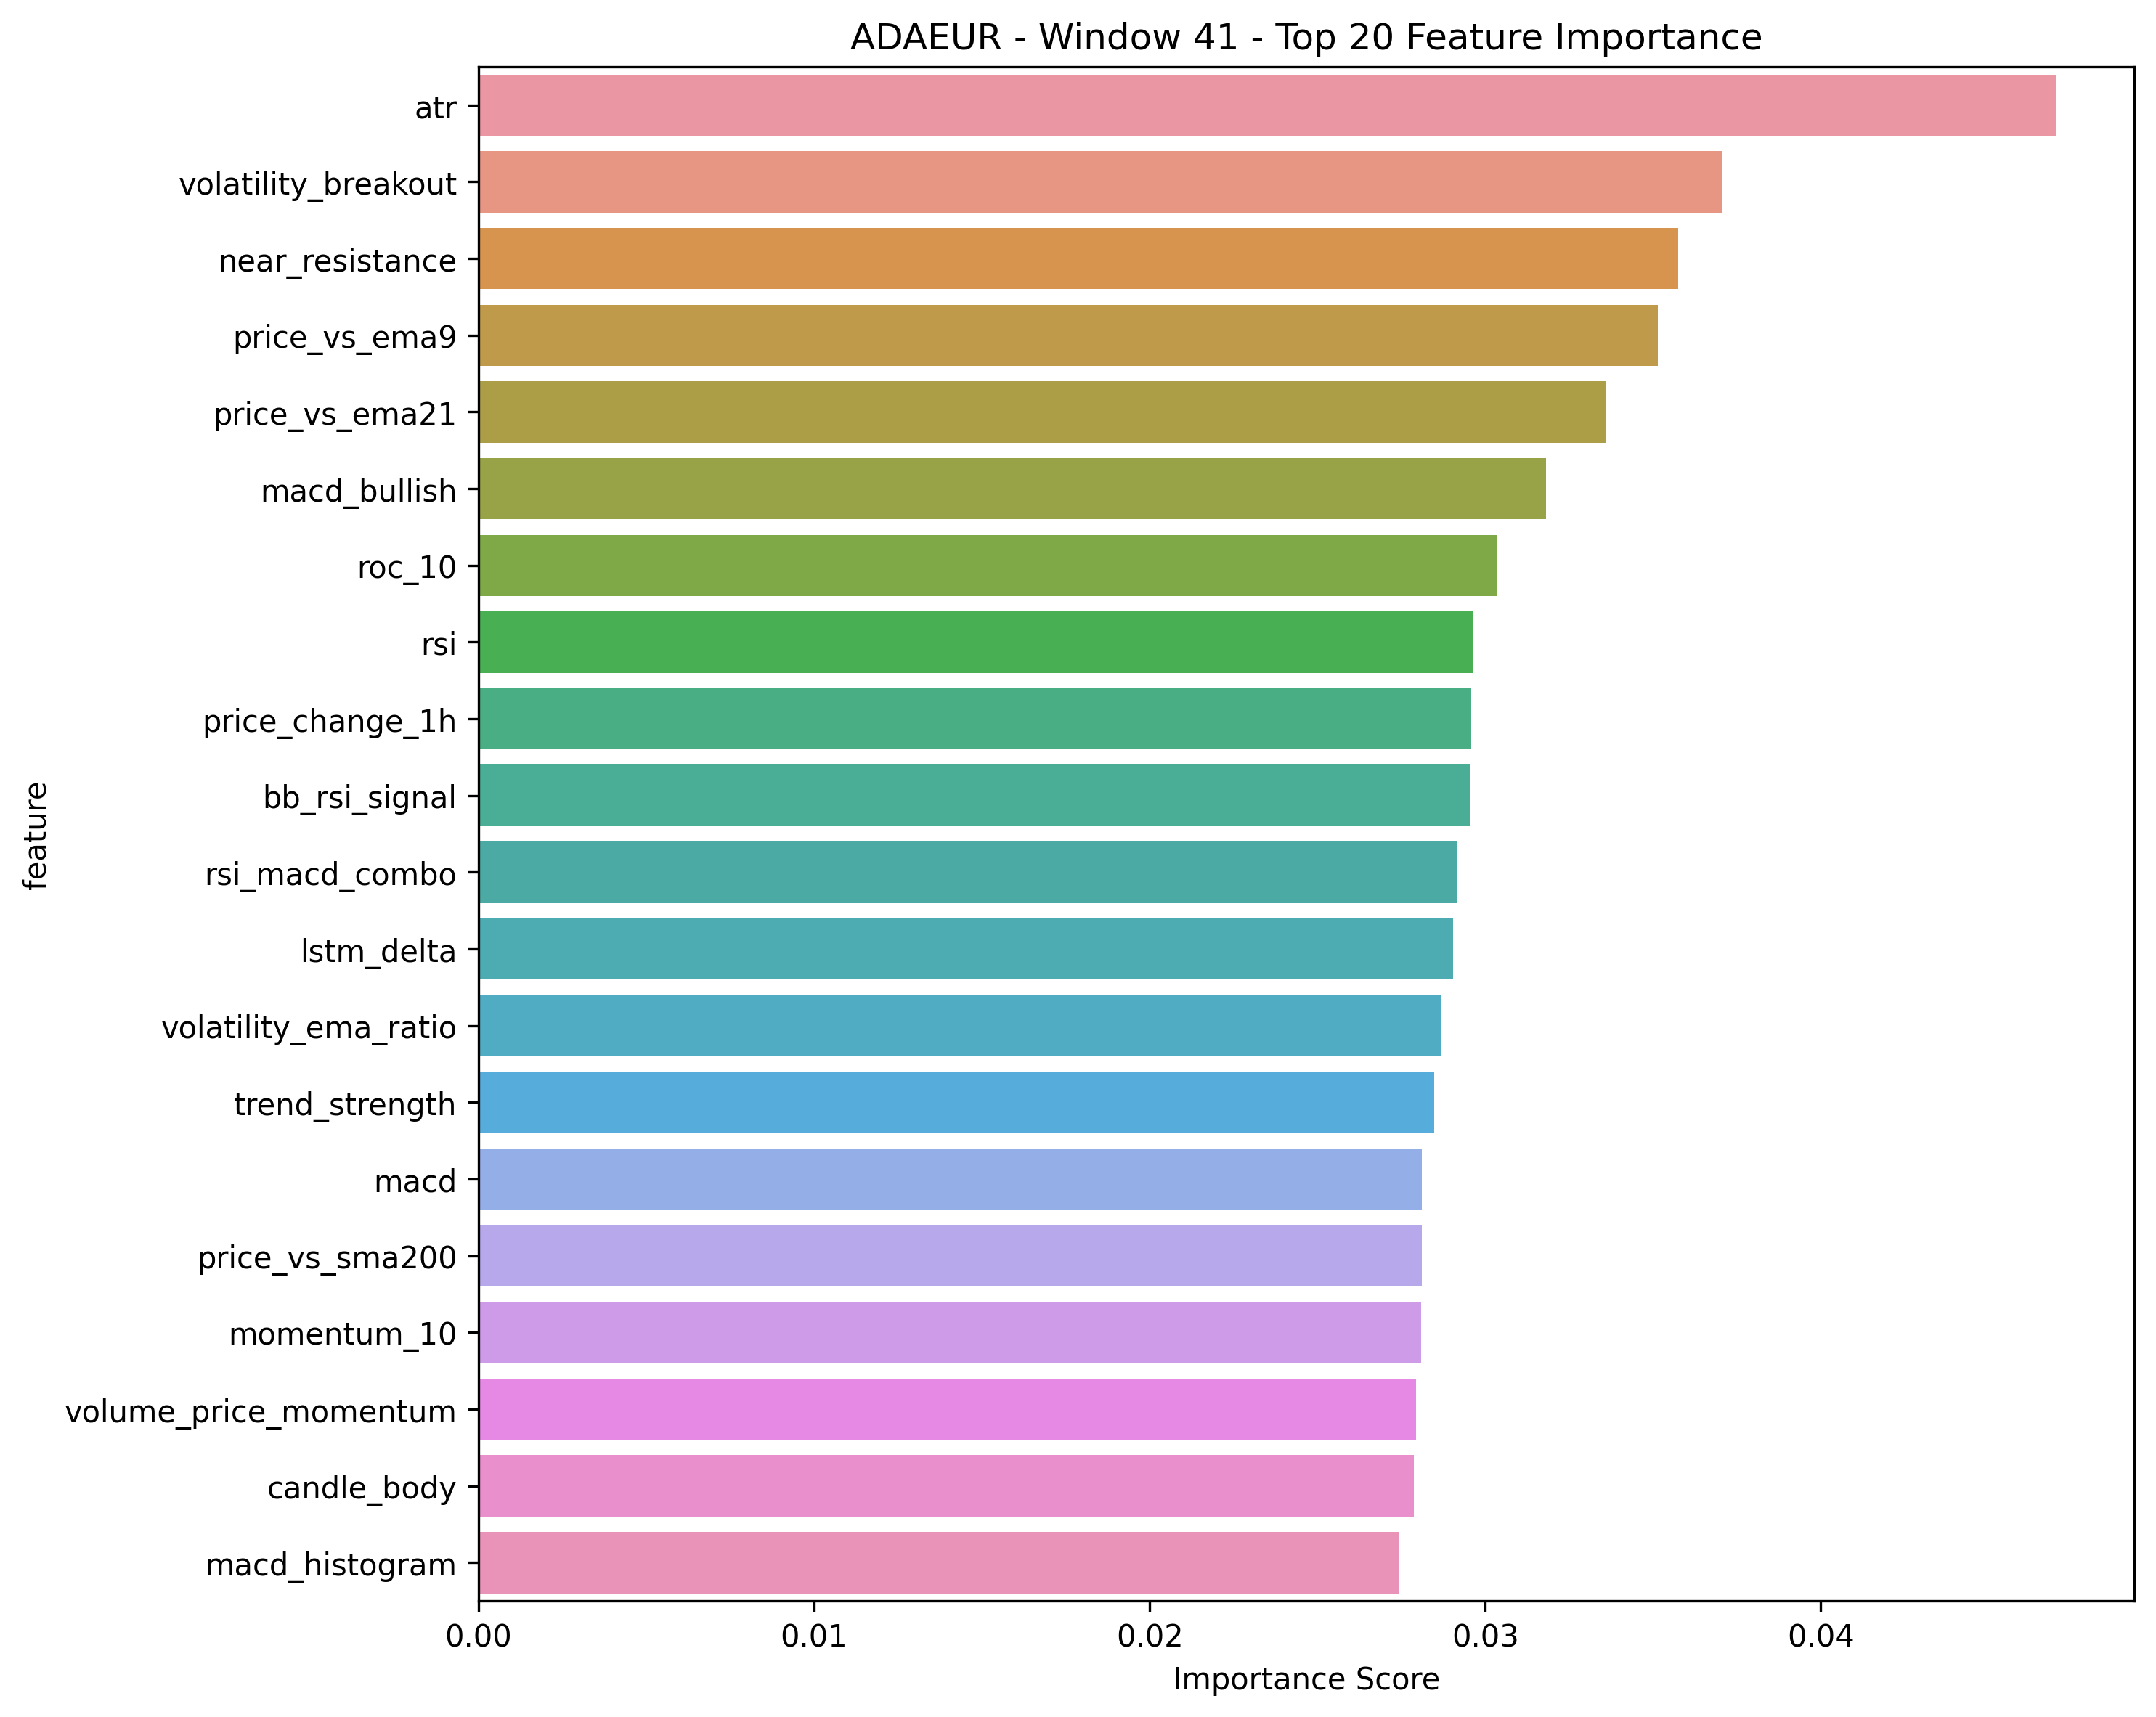 ADAEUR - Window 41 - Top 20 Feature Importance
atr
volatility_breakout
near_resistance
price_vs_ema9
price_vs_ema21
macd_bullish
roc_10
rsi
price_change_1h
bb_rsi_signal
rsi_macd_combo
lstm_delta
volatility_ema_ratio
trend_strength
macd
price_vs_sma200
momentum_10
volume_price_momentum
candle_body
macd_histogram
feature
0.00 0.01 0.02 0.03 0.04
Importance Score